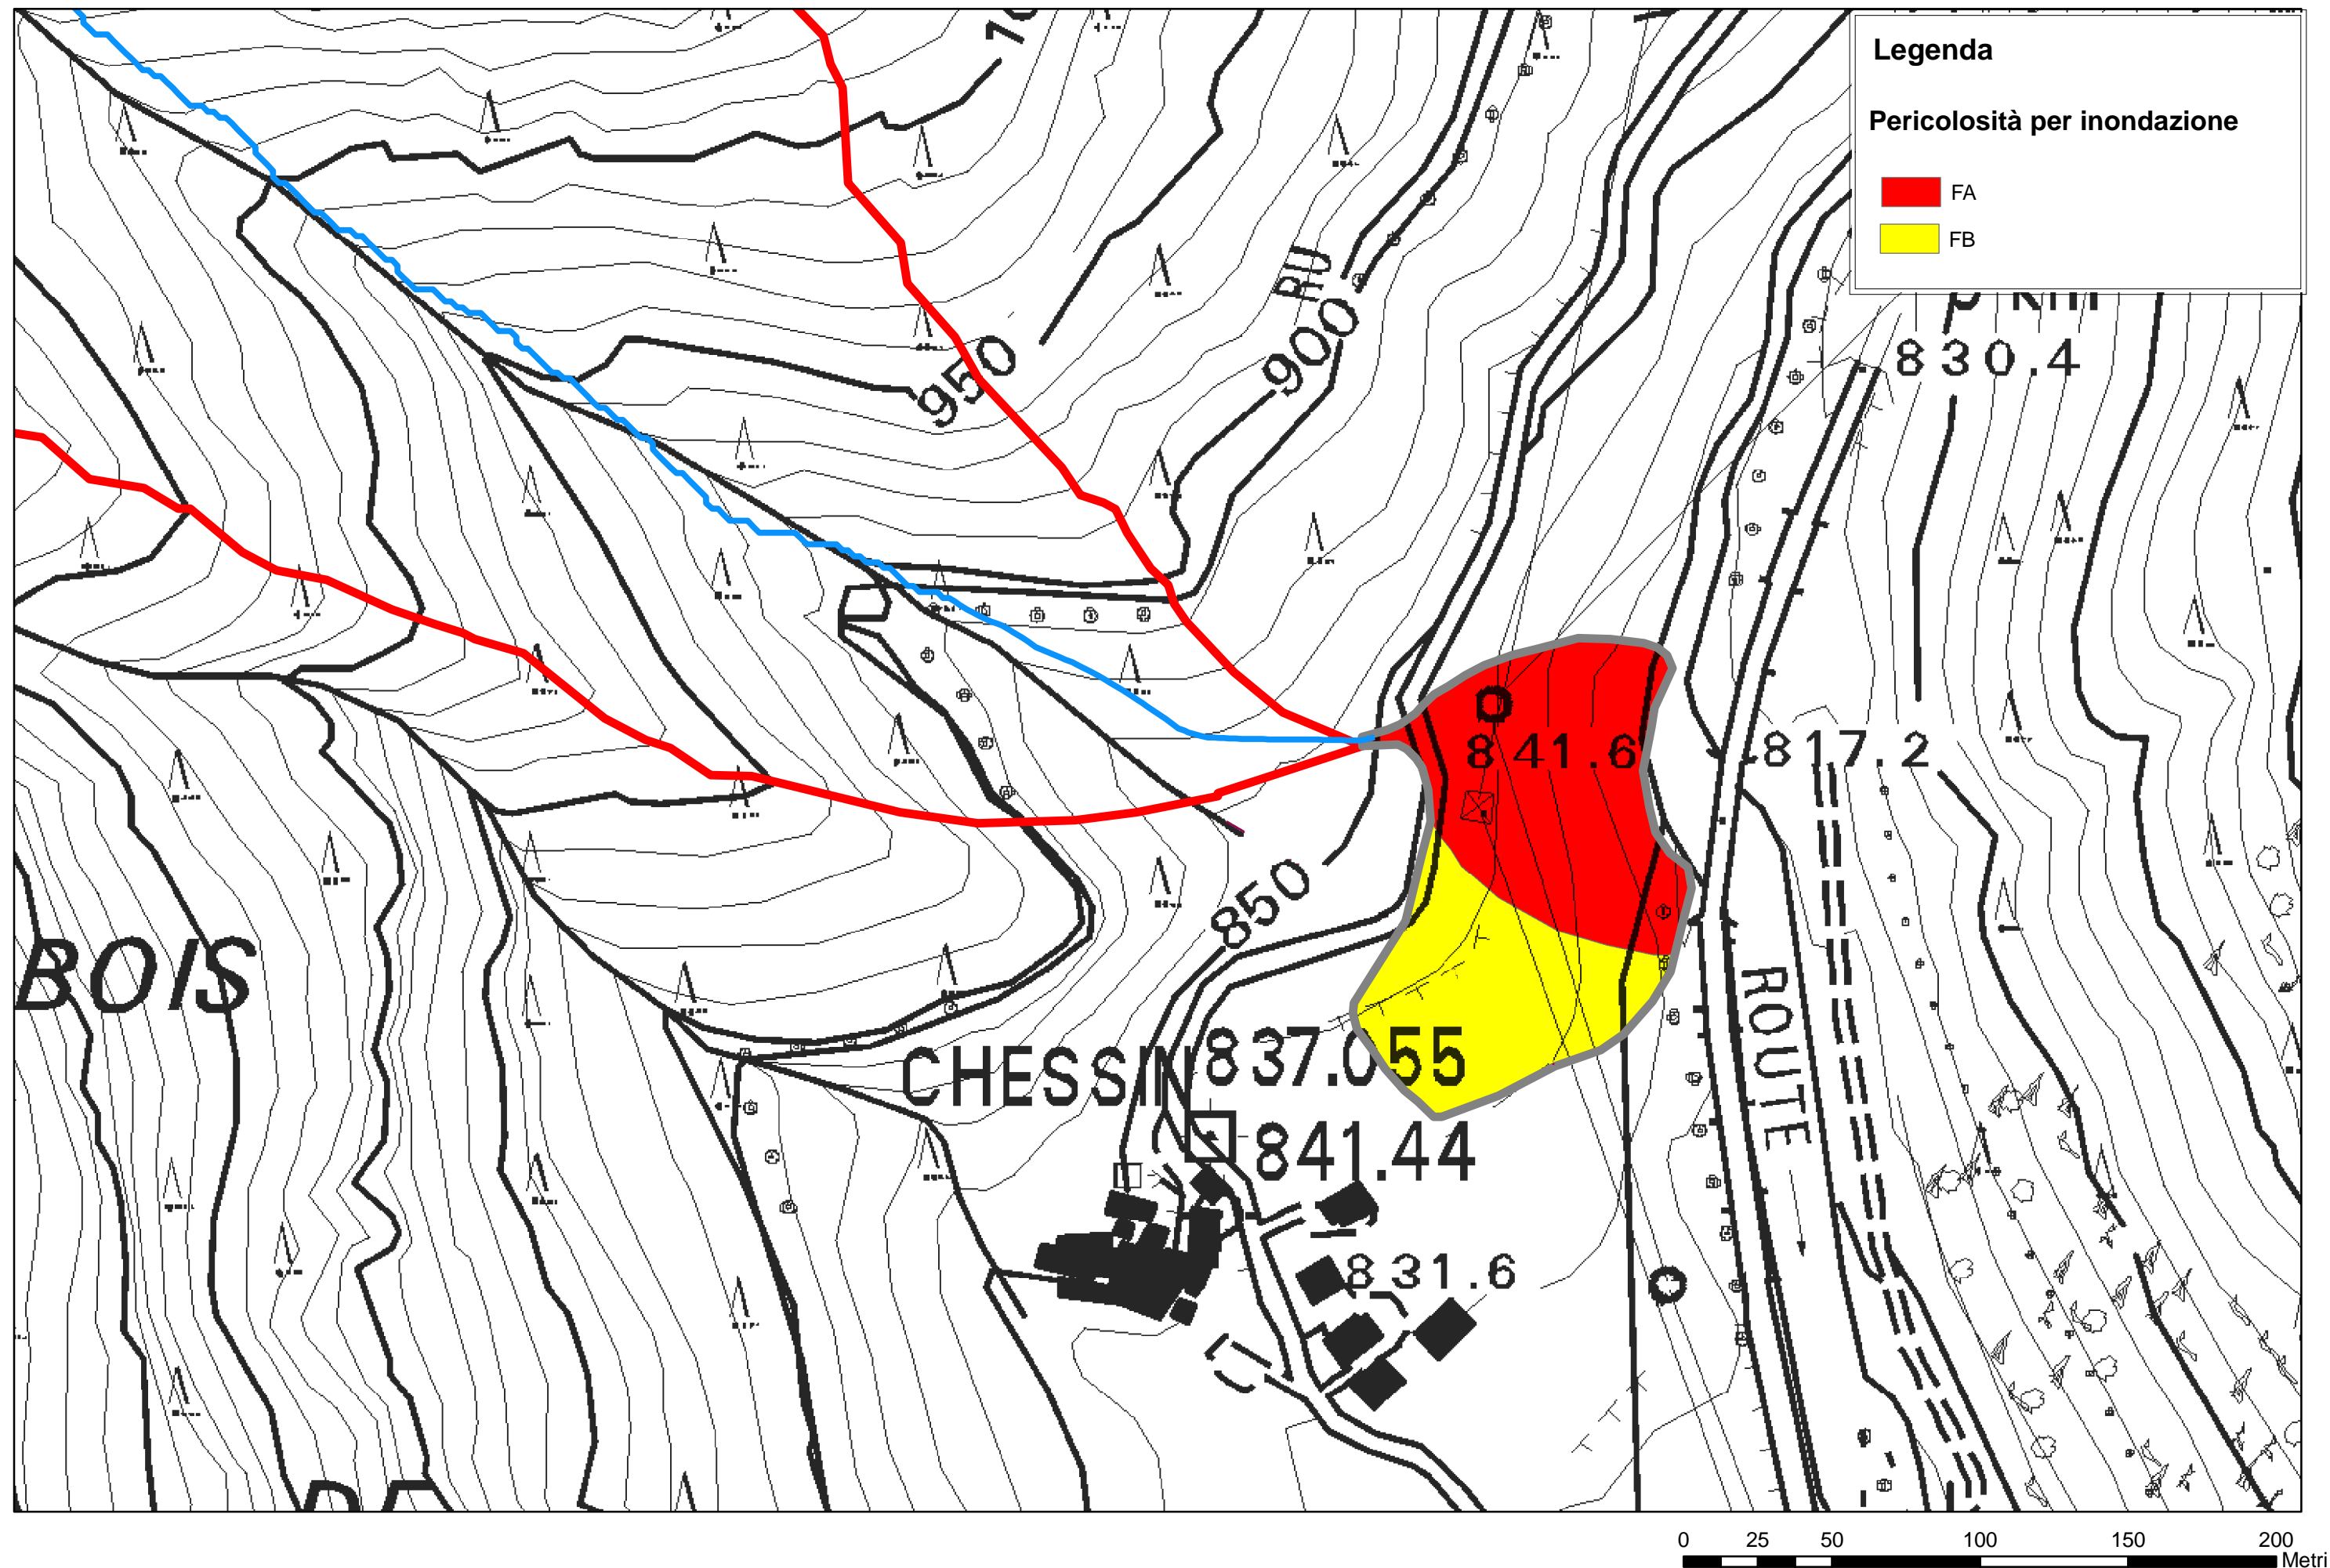 Legenda
Pericolosità per inondazione
FA
FB
RU
830.4
950
900
841.6
817.2
850
BOIS
ROUTE
CHESSIN
837.055
841.44
831.6
0 25 50 100 150 200
Metri